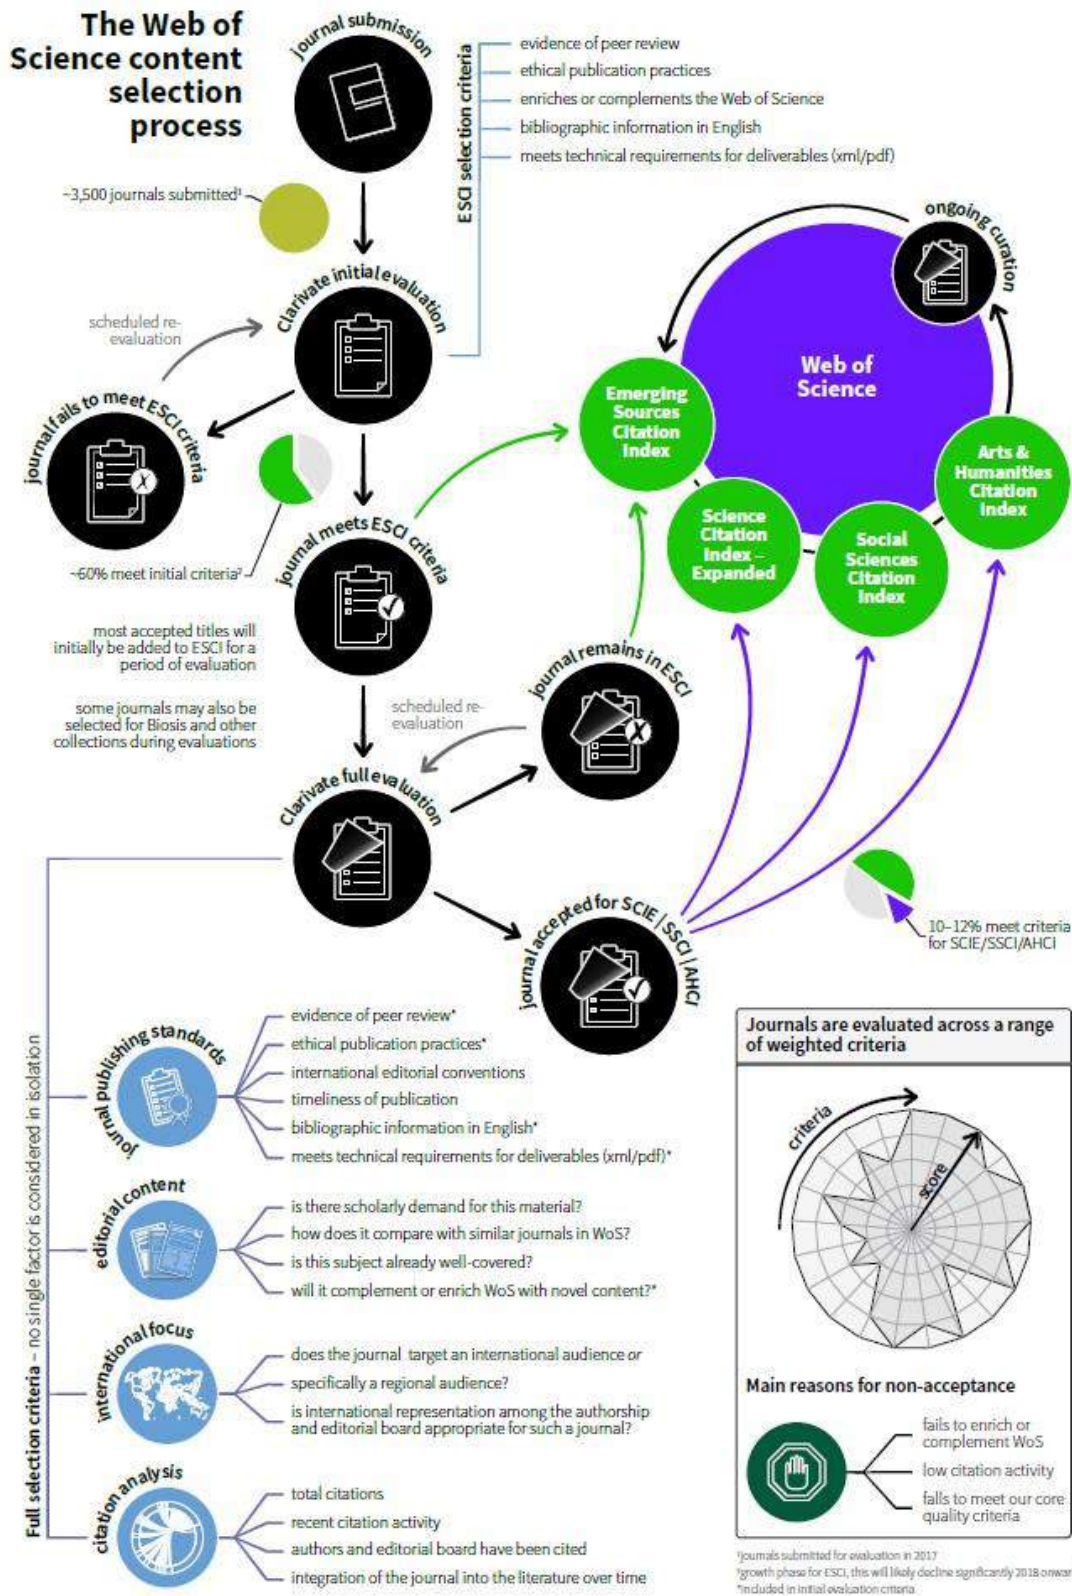 The Web of
Science content
selection
process
journal submission
ESCI selection criteria
evidence of peer review
ethical publication practices
enriches or complements the Web of Science
bibliographic information in English
meets technical requirements for deliverables (xml/pdf)
~3,500 journals submitted¹
Clarivate initial evaluation
scheduled re-
evaluation
journal fails to meet ESCI criteria
~60% meet initial criteria²
journal meets ESCI criteria
most accepted titles will
initially be added to ESCI for a
period of evaluation
some journals may also be
selected for Biosis and other
collections during evaluations
scheduled re-
evaluation
journal remains in ESCI
Clarivate full evaluation
journal accepted for SCIE | SSCI | AHCI
ongoing curation
Web of
Science
Emerging
Sources
Citation
Index
Science
Citation
Index –
Expanded
Social
Sciences
Citation
Index
Arts &
Humanities
Citation
Index
10–12% meet criteria
for SCIE/SSCI/AHCI
Full selection criteria – no single factor is considered in isolation
journal publishing standards
evidence of peer review*
ethical publication practices*
international editorial conventions
timeliness of publication
bibliographic information in English*
meets technical requirements for deliverables (xml/pdf)*
editorial content
is there scholarly demand for this material?
how does it compare with similar journals in WoS?
is this subject already well-covered?
will it complement or enrich WoS with novel content?*
international focus
does the journal target an international audience or
specifically a regional audience?
is international representation among the authorship
and editorial board appropriate for such a journal?
citation analysis
total citations
recent citation activity
authors and editorial board have been cited
integration of the journal into the literature over time
Journals are evaluated across a range
of weighted criteria
criteria
score
Main reasons for non-acceptance
fails to enrich or
complement WoS
low citation activity
fails to meet our core
quality criteria
¹journals submitted for evaluation in 2017
²growth phase for ESCI, this will likely decline significantly 2018 onwar
*included in initial evaluation criteria